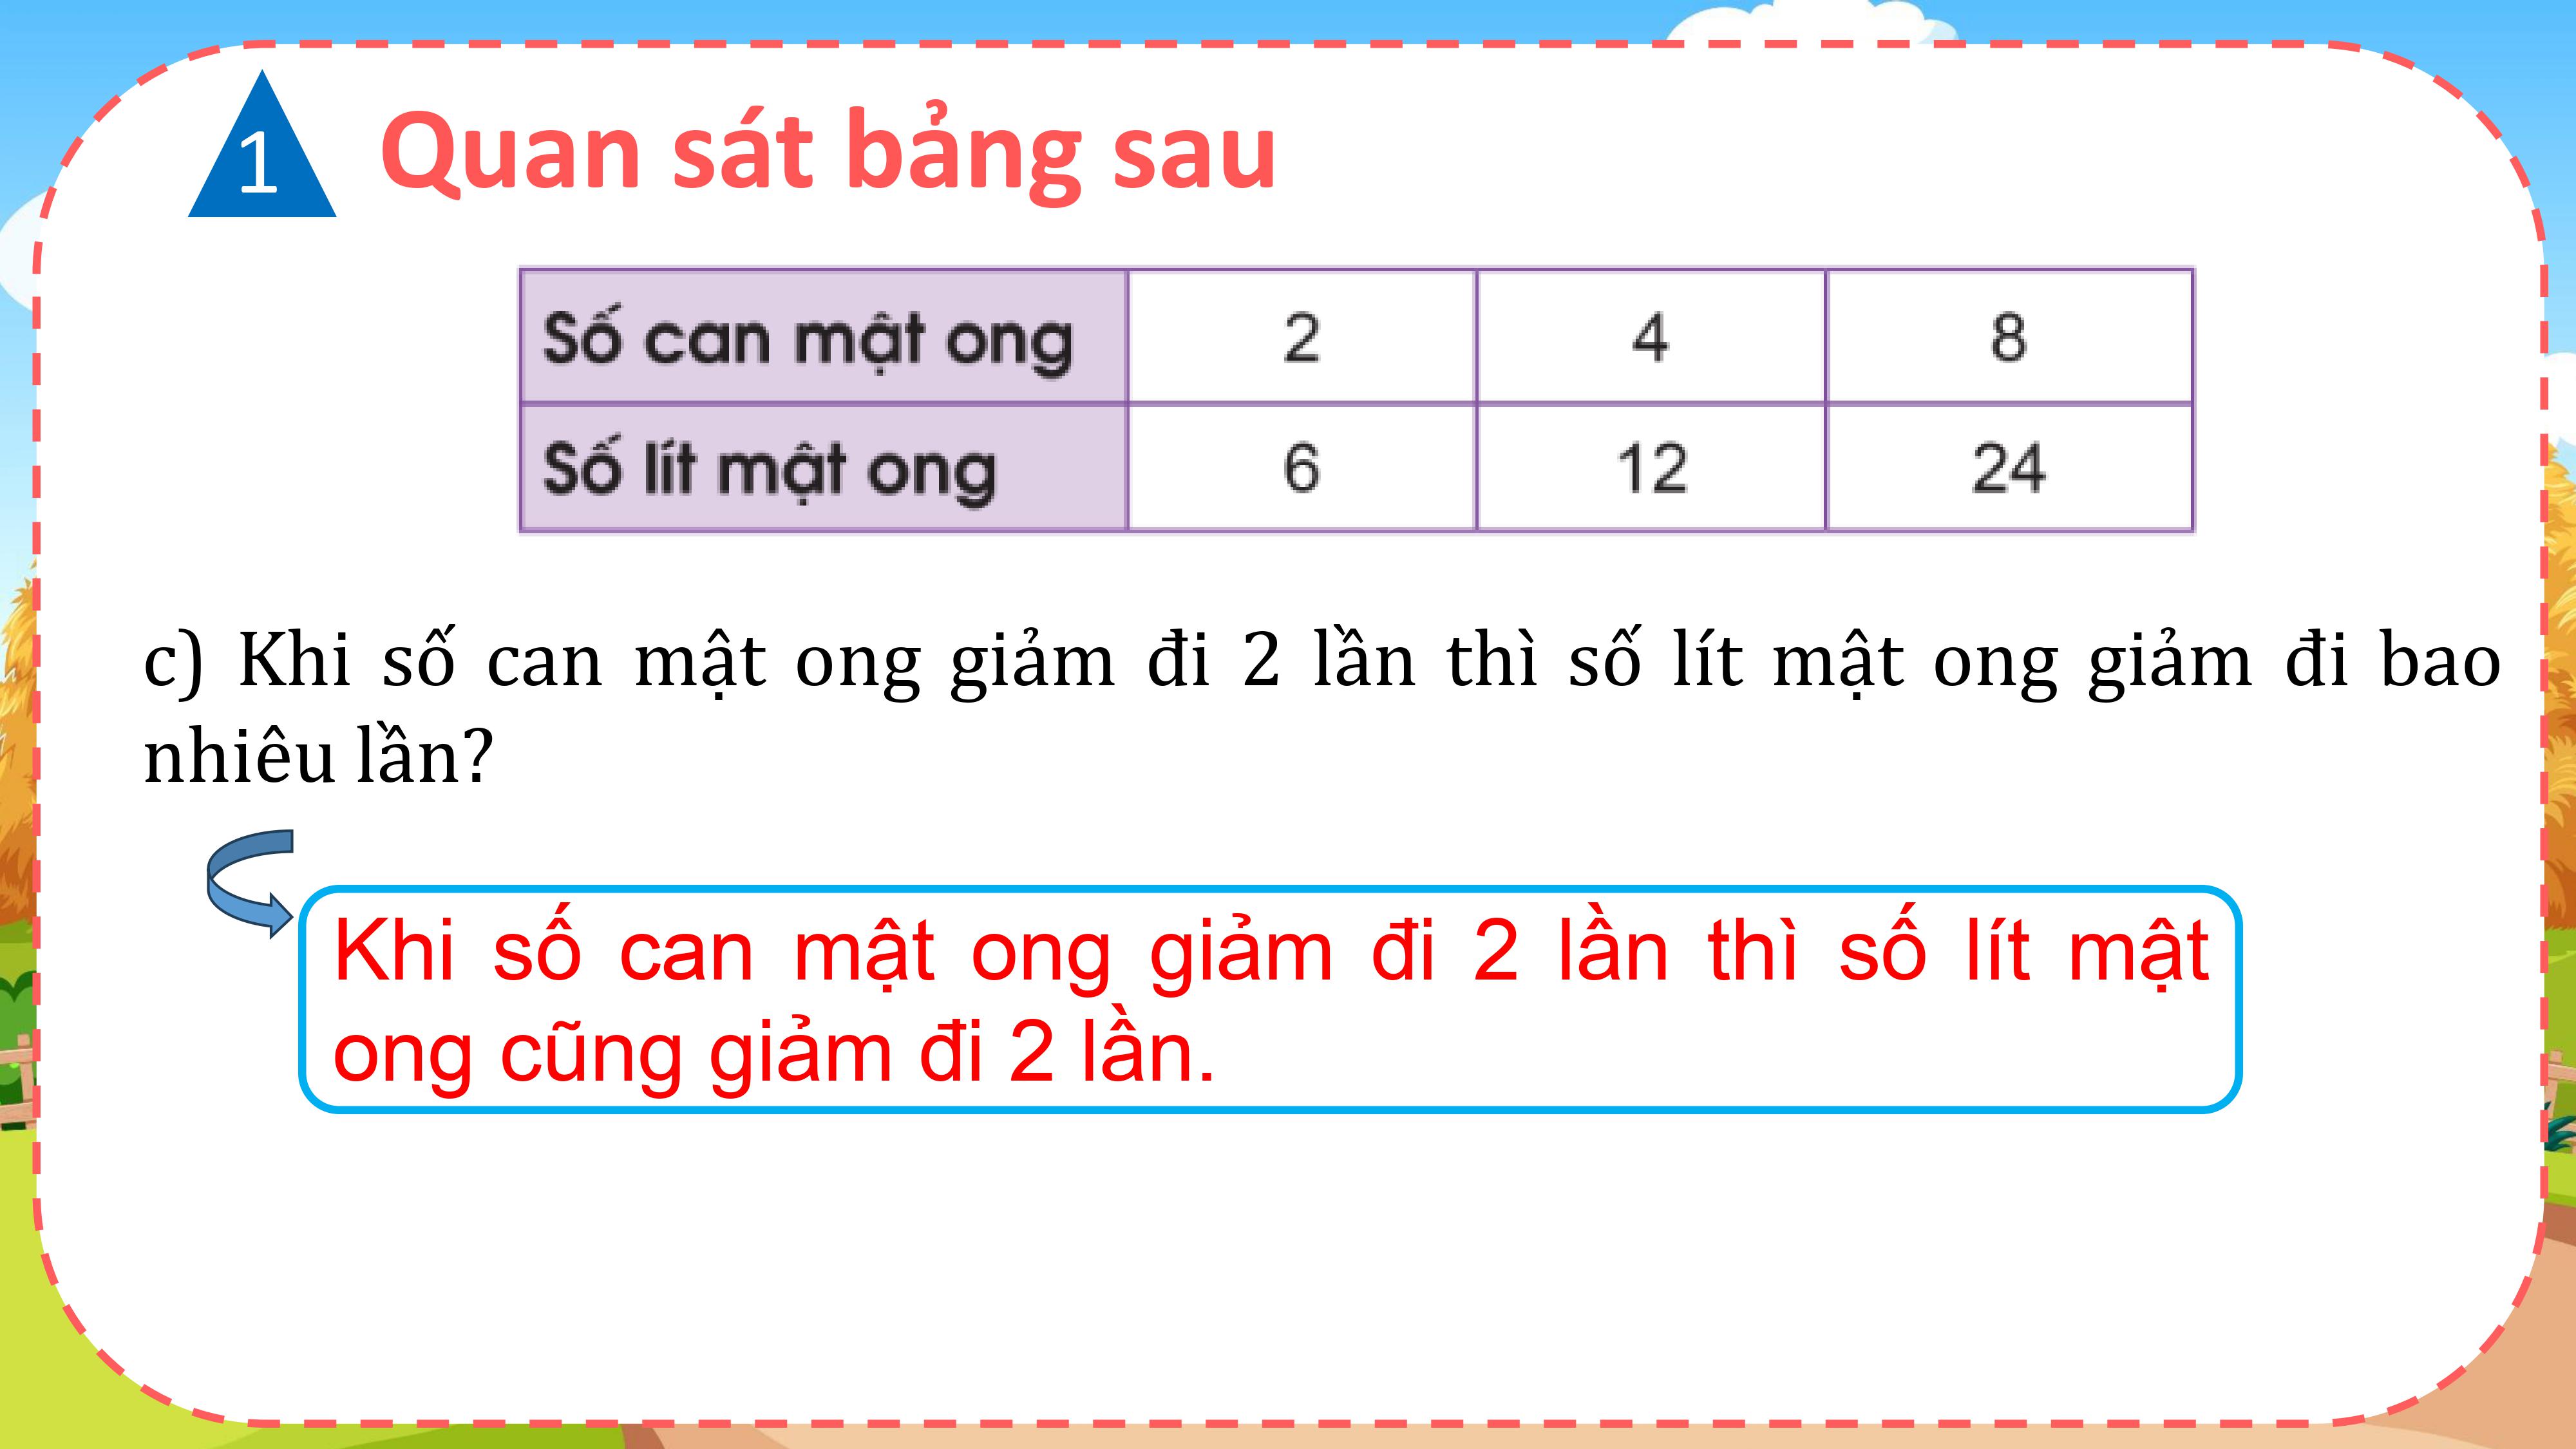 1 Quan sát bảng sau
Số can mật ong 2 4 8
Số lít mật ong 6 12 24
c) Khi số can mật ong giảm đi 2 lần thì số lít mật ong giảm đi bao
nhiêu lần?
Khi số can mật ong giảm đi 2 lần thì số lít mật
ong cũng giảm đi 2 lần.